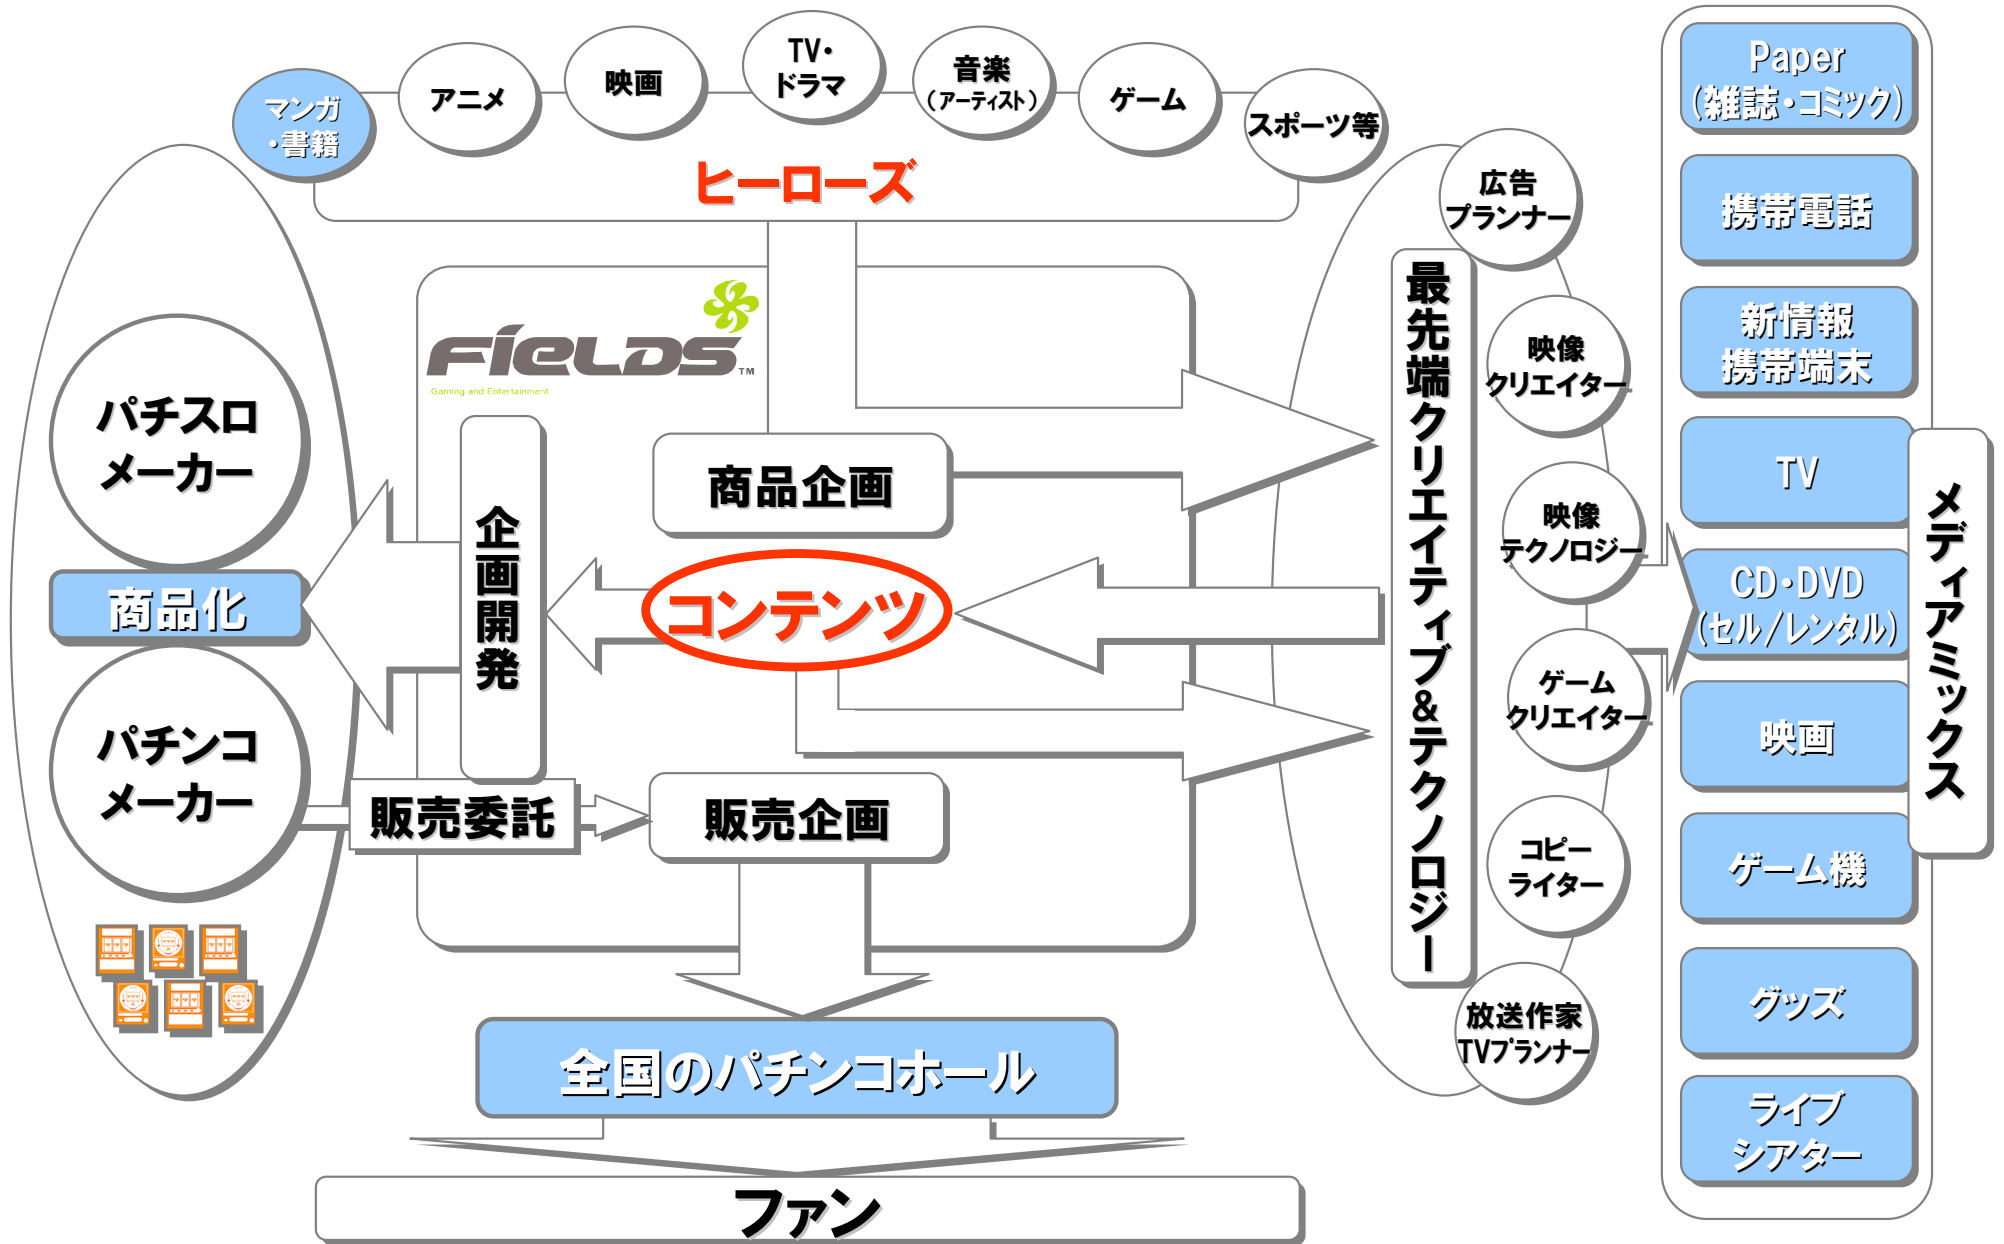 マンガ
・書籍
アニメ
映画
TV・
ドラマ
音楽
（アーティスト）
ゲーム
スポーツ等
ヒーローズ
FIELDS TM
Gaming and Entertainment
パチスロ
メーカー
商品化
パチンコ
メーカー
企画開発
商品企画
コンテンツ
販売委託
販売企画
全国のパチンコホール
ファン
最先端クリエイティブ＆テクノロジー
広告
プランナー
映像
クリエイター
映像
テクノロジー
ゲーム
クリエイター
コピー
ライター
放送作家
TVプランナー
Paper
（雑誌・コミック）
携帯電話
新情報
携帯端末
TV
CD・DVD
（セル／レンタル）
映画
ゲーム機
グッズ
ライブ
シアター
メディアミックス